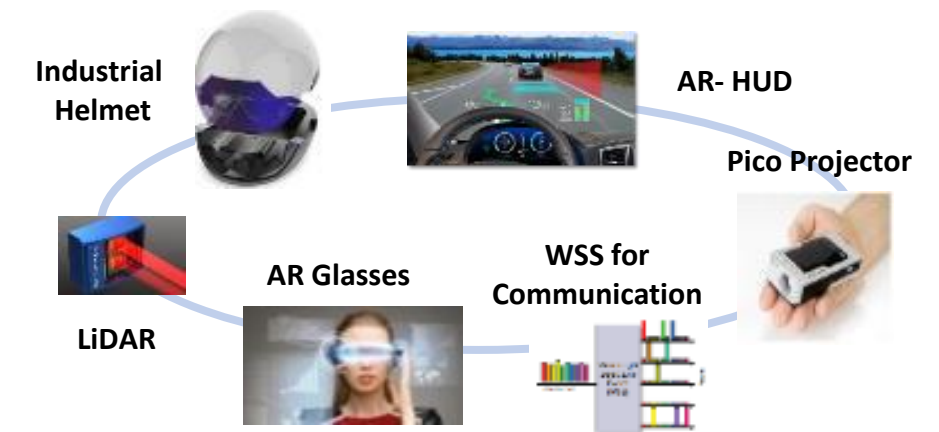 Industrial
Helmet
AR- HUD
Pico Projector
WSS for
Communication
AR Glasses
LiDAR